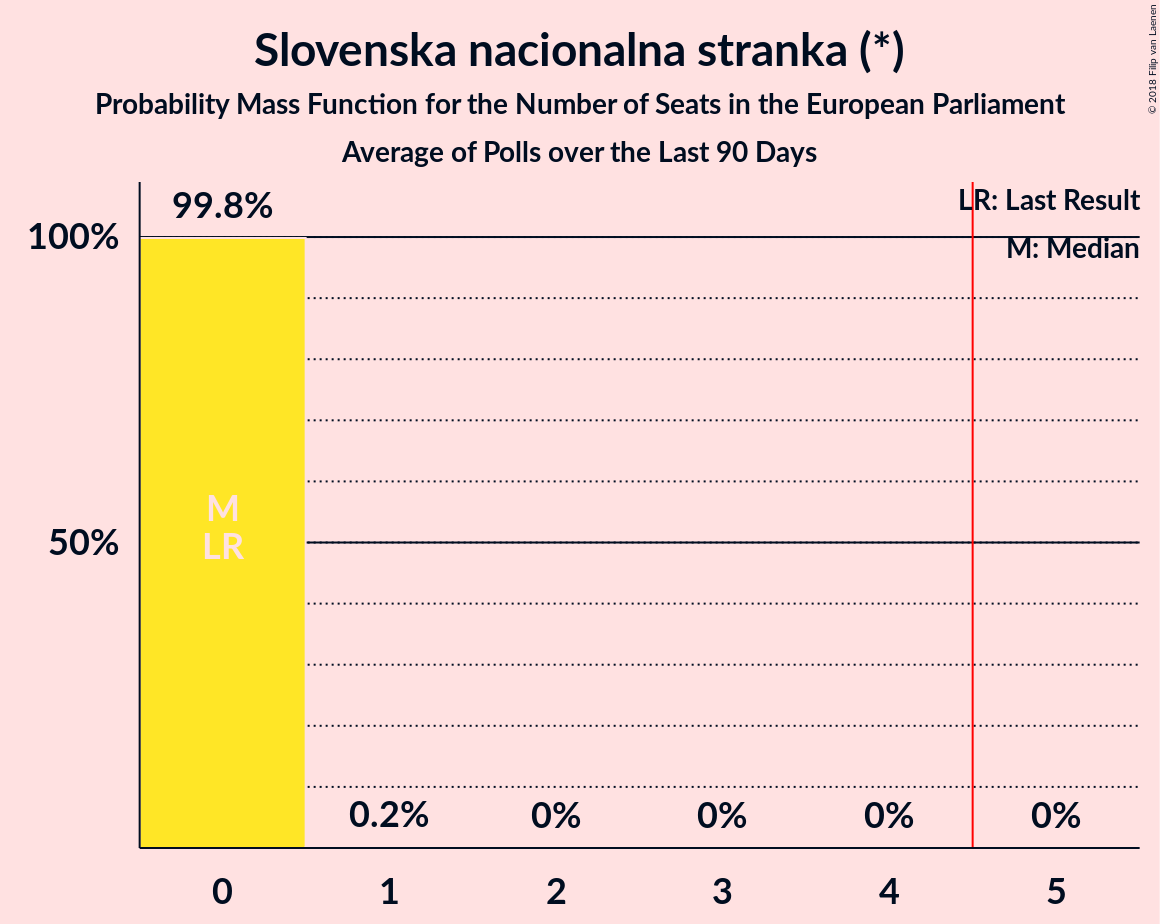 Slovenska nacionalna stranka (*)
Probability Mass Function for the Number of Seats in the European Parliament
Average of Polls over the Last 90 Days
© 2018 Filip van Laenen
LR: Last Result
M: Median
99.8%
100%
M
LR
50%
0.2%
0%
0%
0%
0%
0
1
2
3
4
5